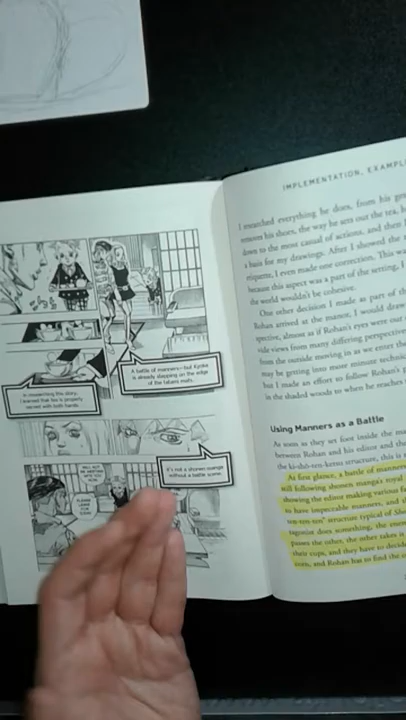 In researching this story,
I learned that tea is properly
served with both hands.
A battle of manners—but Kyoka
is already stepping on the edge
of the tatami mats.
It's not a shonen manga
without a battle scene.
IMPLEMENTATION, EXAMPL
I researched everything he does, from his gre
removes his shoes, the way he sets out the tea, h
down to the most casual of actions, and then
a basis for my drawings. After I showed the
etiquette, I even made one correction. This wa
because this aspect was a part of the setting, I
the world wouldn't be cohesive.
One other decision I made as part of th
Rohan arrived at the manor, I would draw
spective, almost as if Rohan's eyes were our
vide views from many differing perspective
from the outside moving in as we enter the
may be getting into more minute technic
but I made an effort to follow Rohan's p
in the shaded woods to when he reaches
Using Manners as a Battle
As soon as they set foot inside the ma
between Rohan and his editor and th
the ki-shō-ten-ketsu structure, this is t
At first glance, a battle of manners
still following shonen manga's royal
showing the editor making various fa
to have impeccable manners, and sh
ten-ten-ten" structure typical of Sho
tagonist does something, the enem
passes the other, the other takes it
their cups, and they have to decide
corn, and Rohan has to find the co